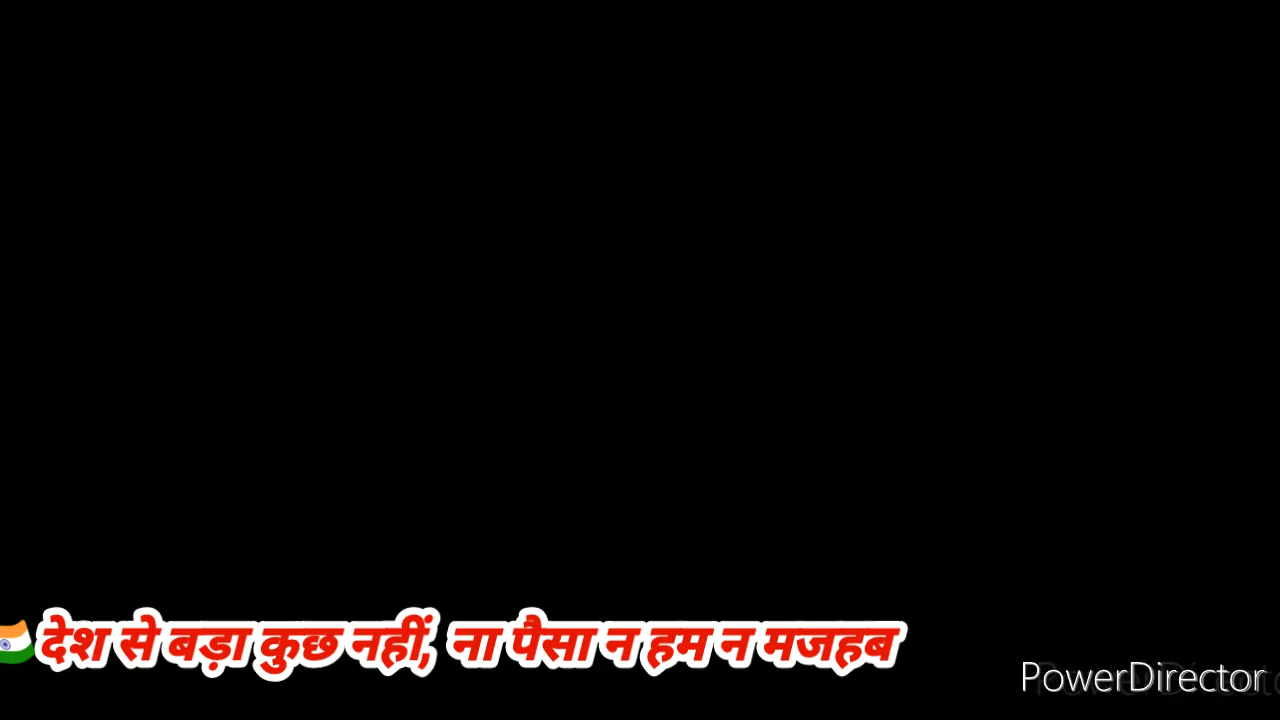 🇮🇳देश से बड़ा कुछ नहीं, ना पैसा न हम न मजहब
PowerDirector